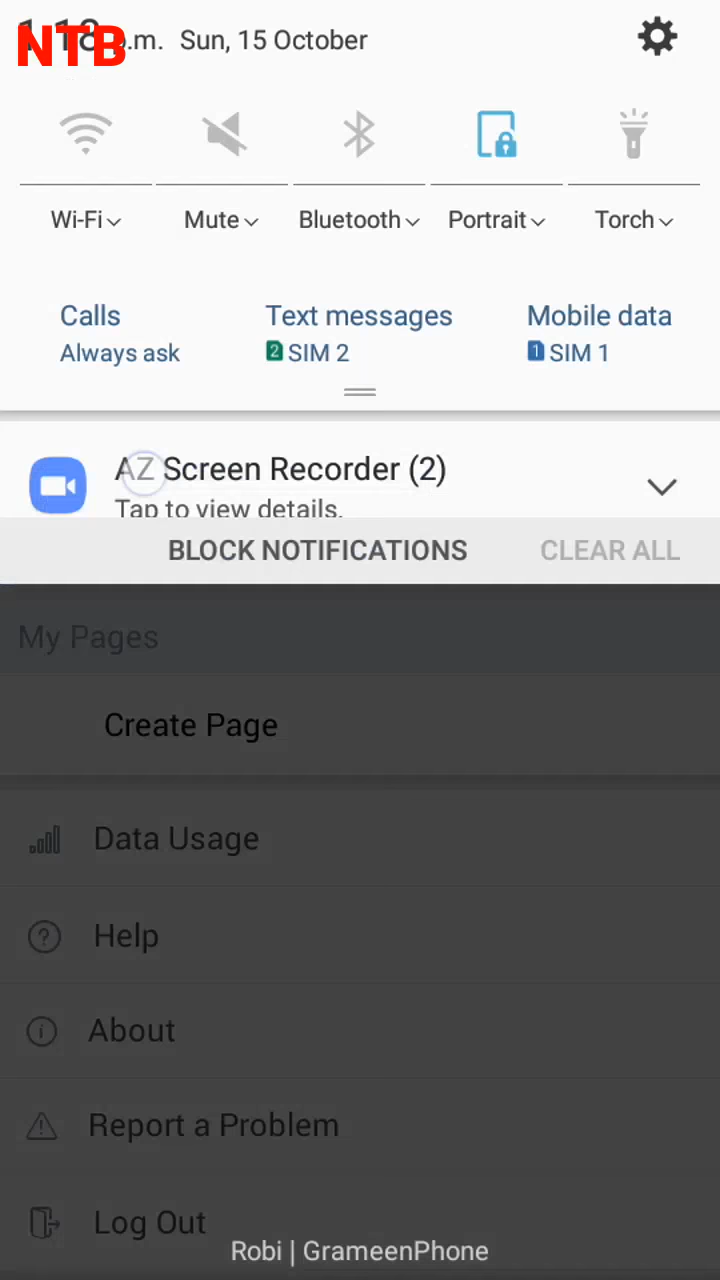 NTB
1:18 p.m. Sun, 15 October
Wi-Fi Mute Bluetooth Portrait Torch
Calls Text messages Mobile data
Always ask 2 SIM 2 1 SIM 1
AZ Screen Recorder (2)
Tap to view details.
BLOCK NOTIFICATIONS CLEAR ALL
My Pages
Create Page
Data Usage
Help
About
Report a Problem
Log Out
Robi | GrameenPhone